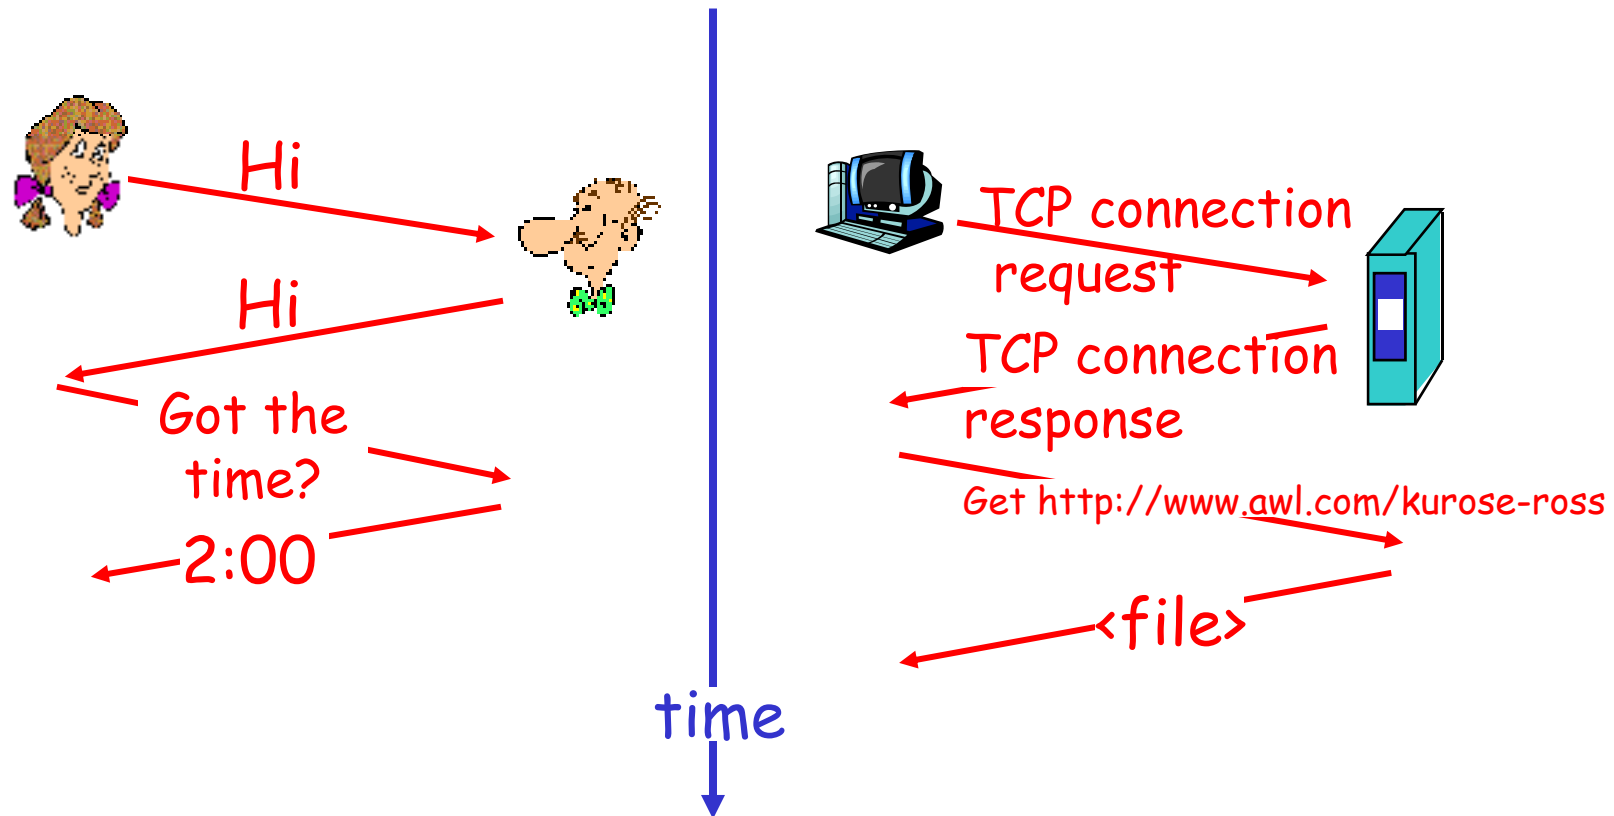 Hi
Hi
Got the
time?
2:00
time
TCP connection
request
TCP connection
response
Get http://www.awl.com/kurose-ross
<file>